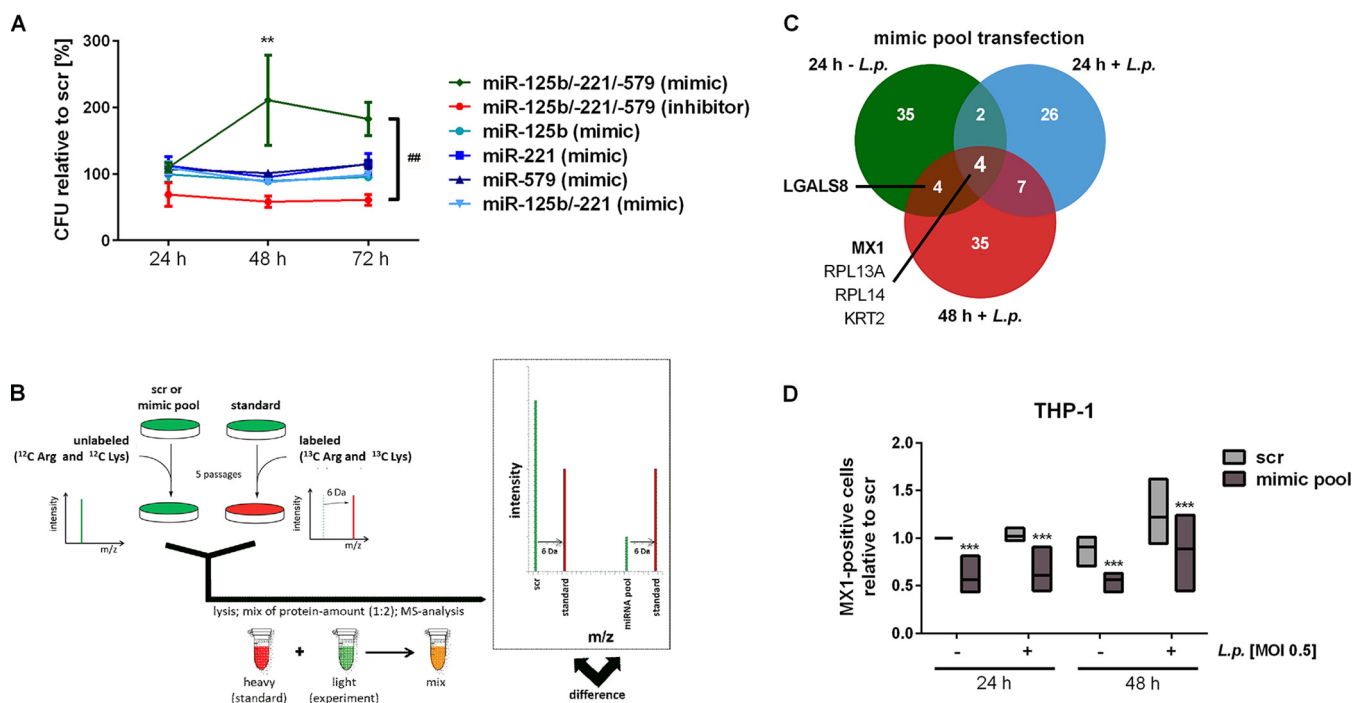 A
CFU relative to scr [%]
300
200
100
0
**
##
24 h
48 h
72 h
miR-125b/-221/-579 (mimic)
miR-125b/-221/-579 (inhibitor)
miR-125b (mimic)
miR-221 (mimic)
miR-579 (mimic)
miR-125b/-221 (mimic)
C
mimic pool transfection
24 h - L.p.
24 h + L.p.
35
2
26
4
4
7
35
LGALS8
MX1
RPL13A
RPL14
KRT2
48 h + L.p.
B
scr or
mimic pool
standard
unlabeled
(12C Arg and 12C Lys)
labeled
(13C Arg and 13C Lys)
5 passages
intensity
m/z
intensity
6 Da
m/z
lysis; mix of protein-amount (1:2); MS-analysis
+
heavy
(standard)
light
(experiment)
mix
intensity
6 Da
6 Da
scr
standard
miRNA pool
standard
m/z
difference
D
THP-1
MX1-positive cells
relative to scr
2.0
1.5
1.0
0.5
0.0
***
***
***
***
scr
mimic pool
- + - + L.p. [MOI 0.5]
24 h
48 h